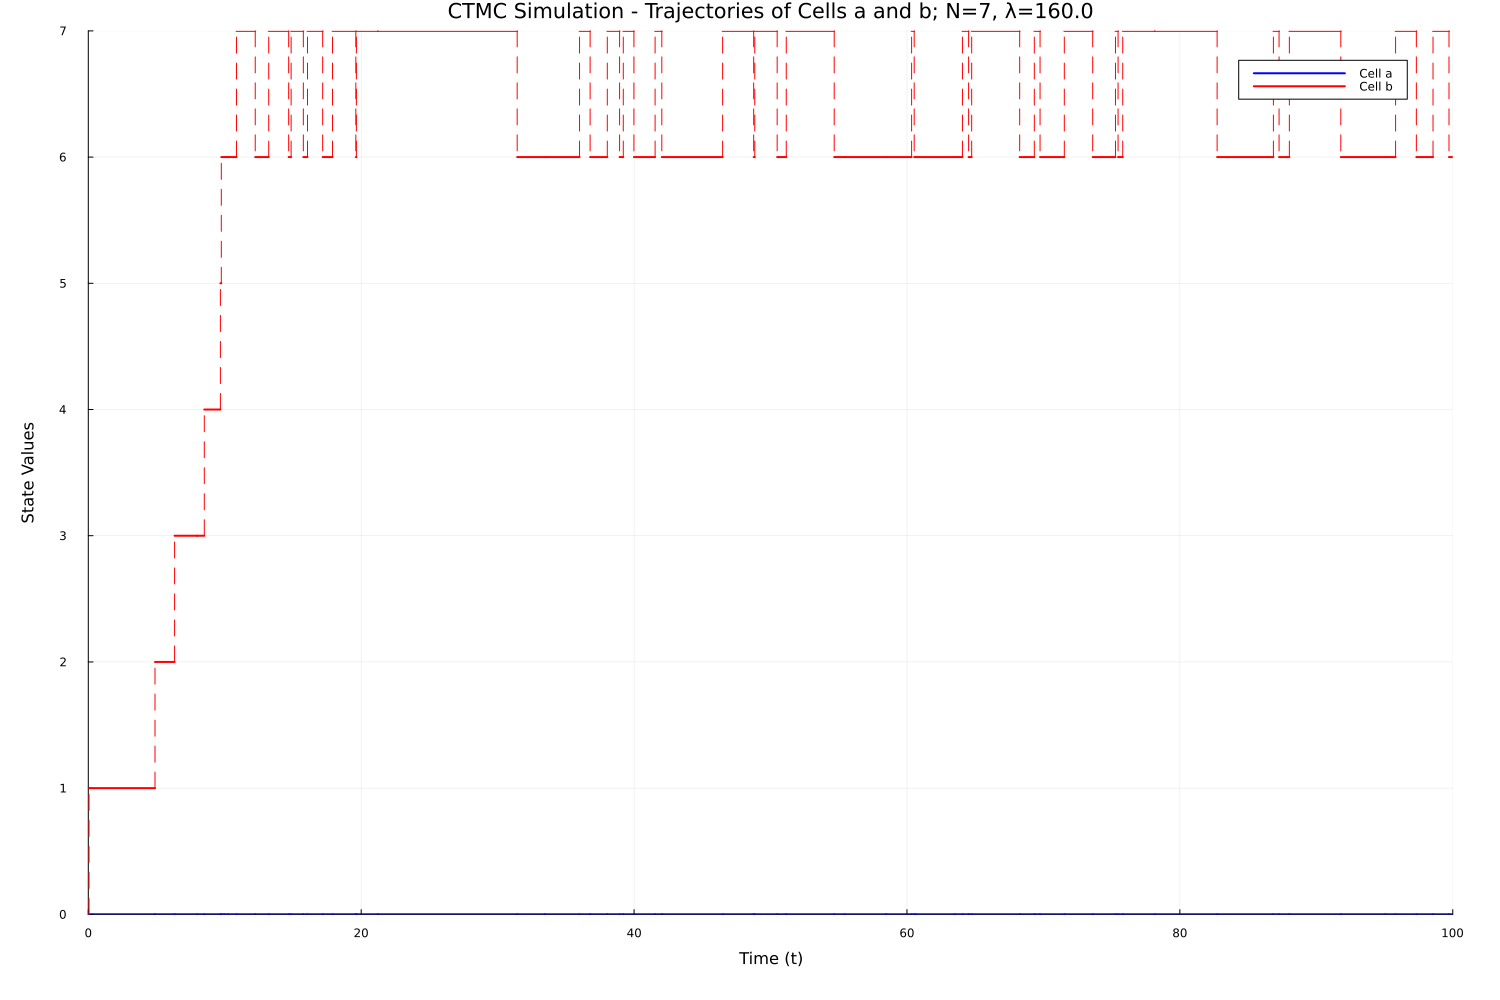 CTMC Simulation - Trajectories of Cells a and b; N=7, λ=160.0
7
6
5
4
3
2
1
0
State Values
Cell a
Cell b
0 20 40 60 80 100
Time (t)